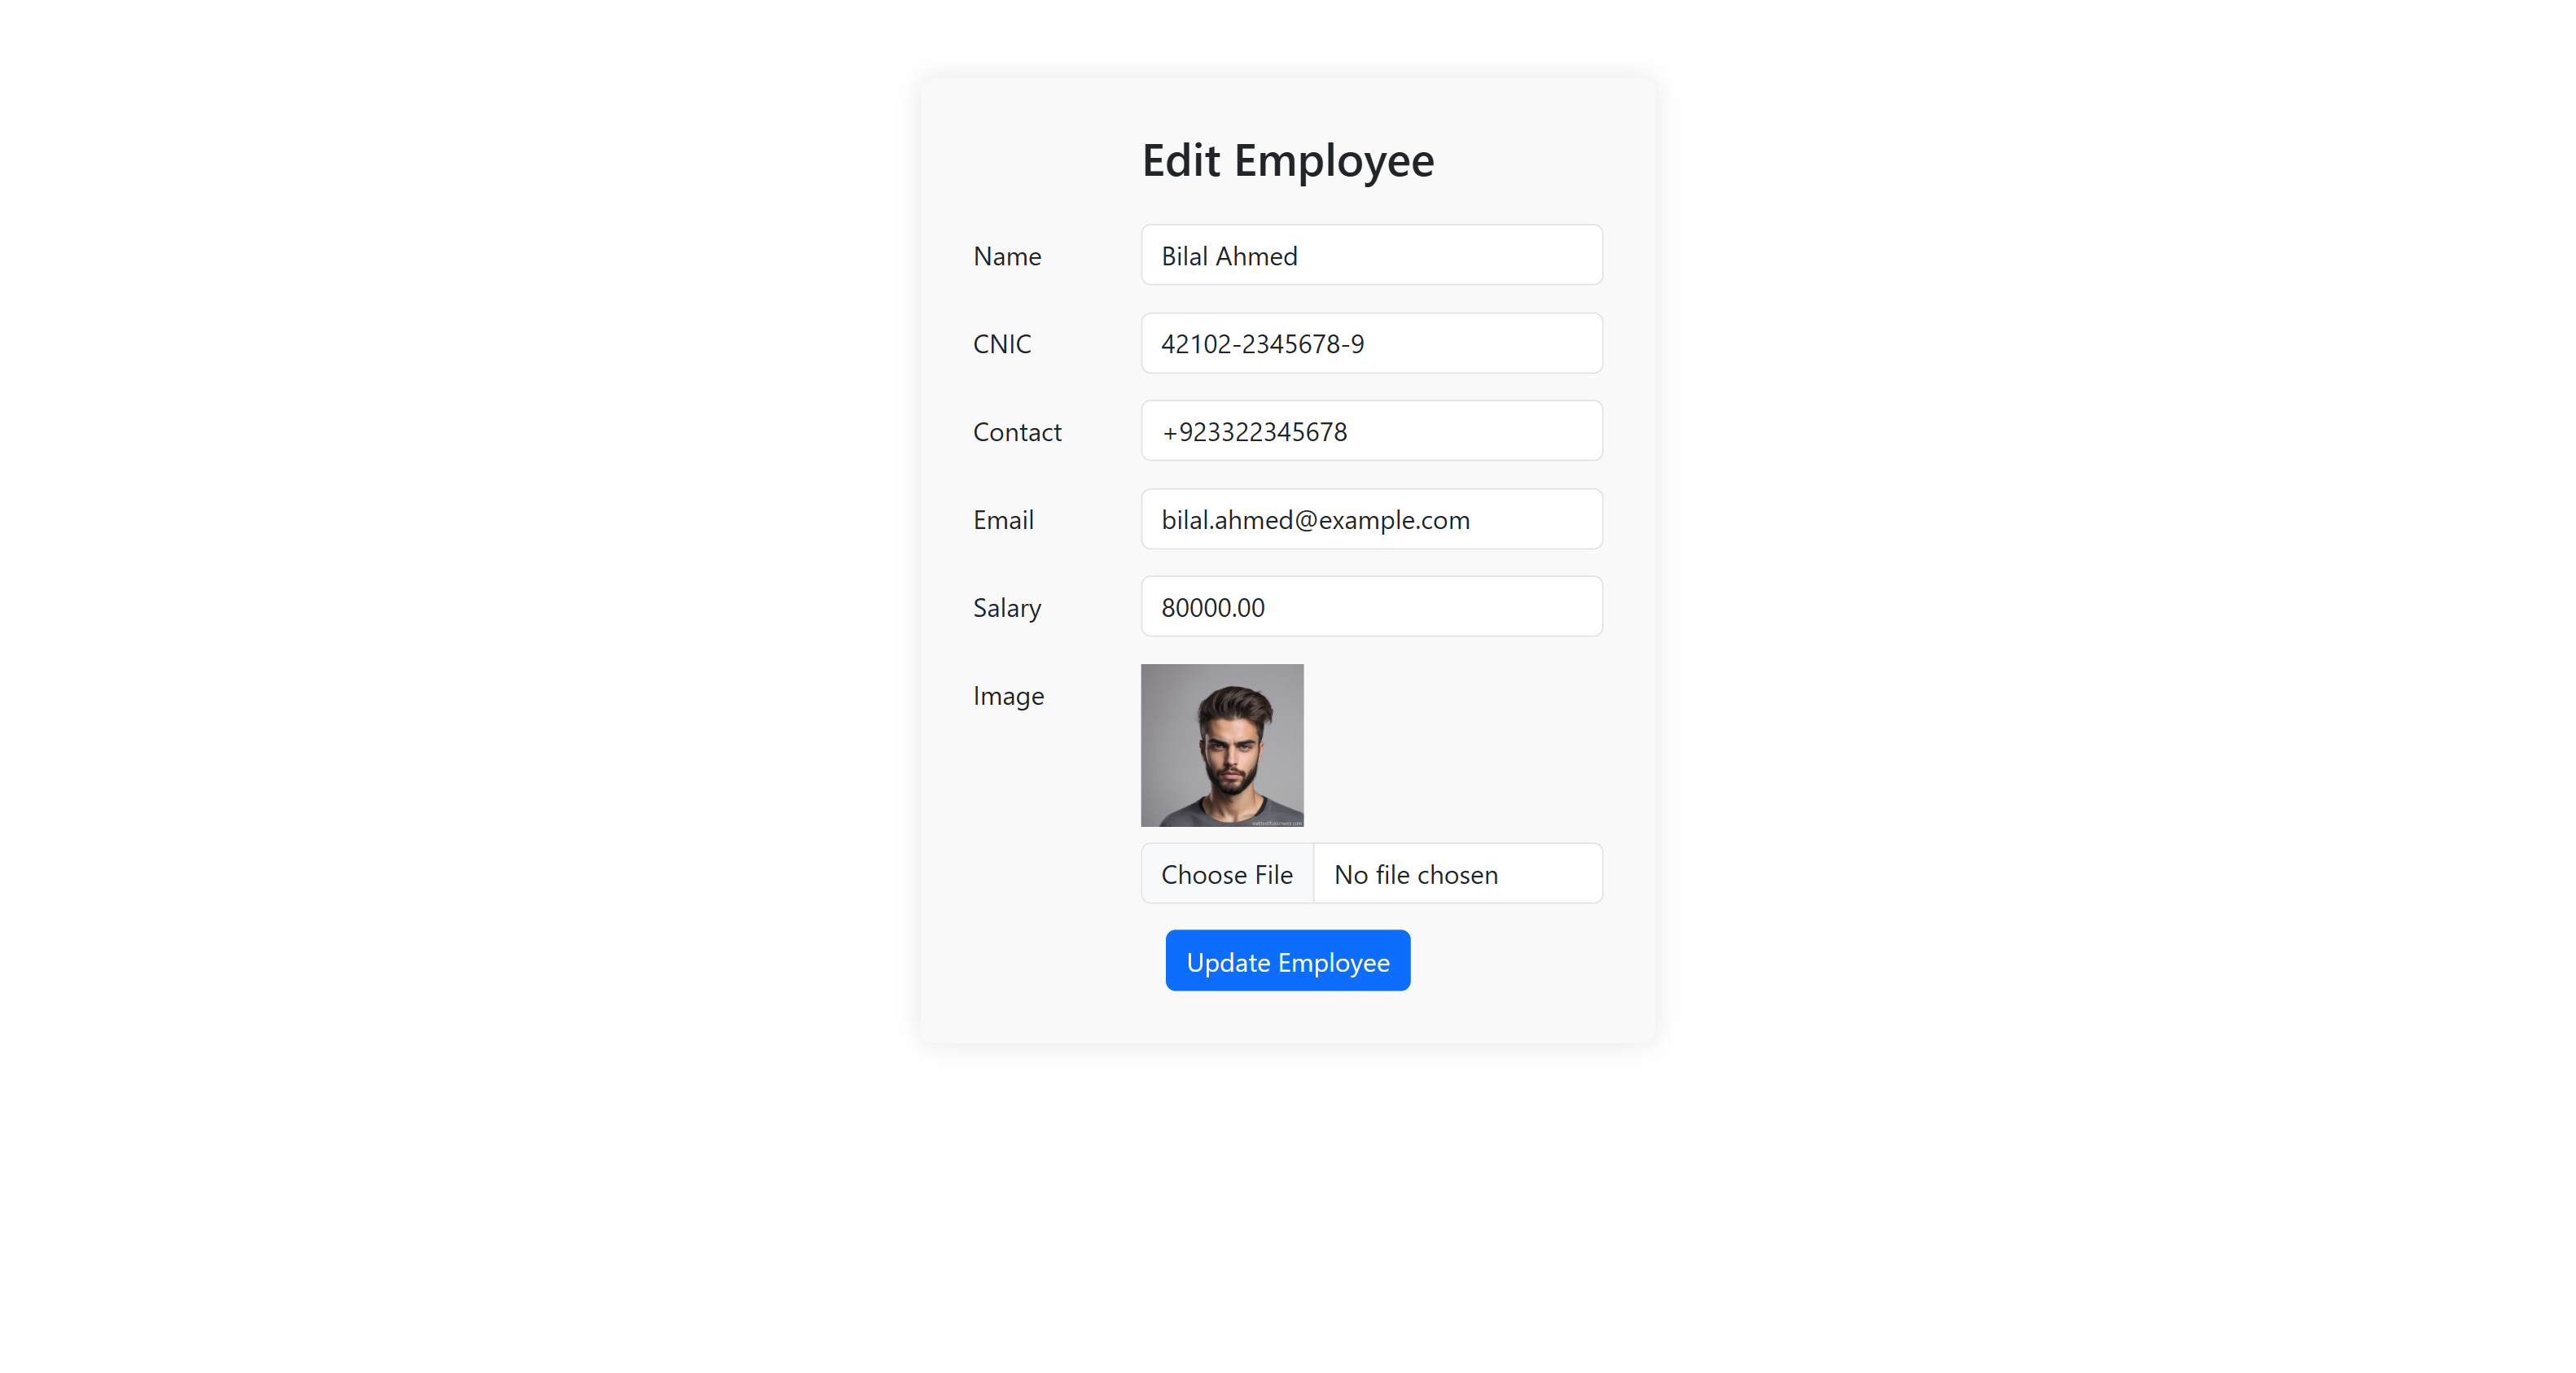 Edit Employee
Name Bilal Ahmed
CNIC 42102-2345678-9
Contact +923322345678
Email bilal.ahmed@example.com
Salary 80000.00
Image
Choose File No file chosen
Update Employee